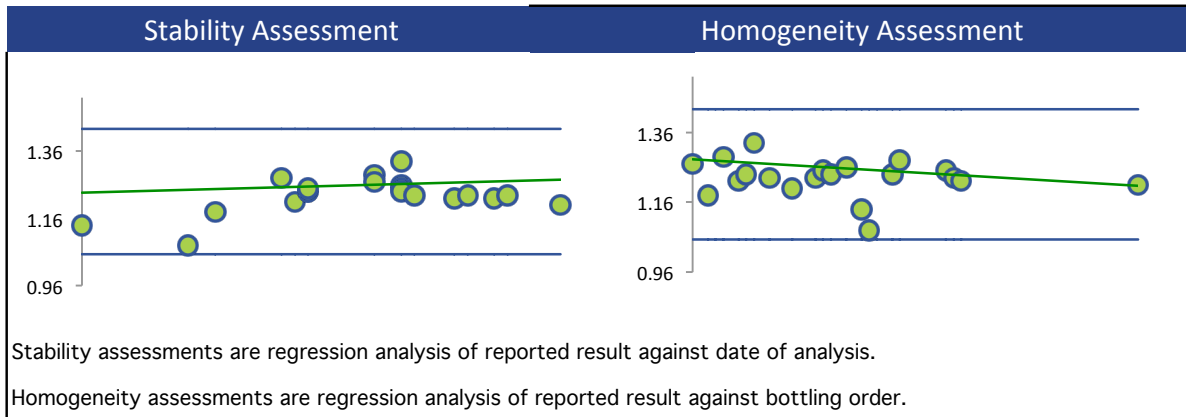 Stability Assessment
Homogeneity Assessment
1.36
1.16
0.96
1.36
1.16
0.96
Stability assessments are regression analysis of reported result against date of analysis.
Homogeneity assessments are regression analysis of reported result against bottling order.